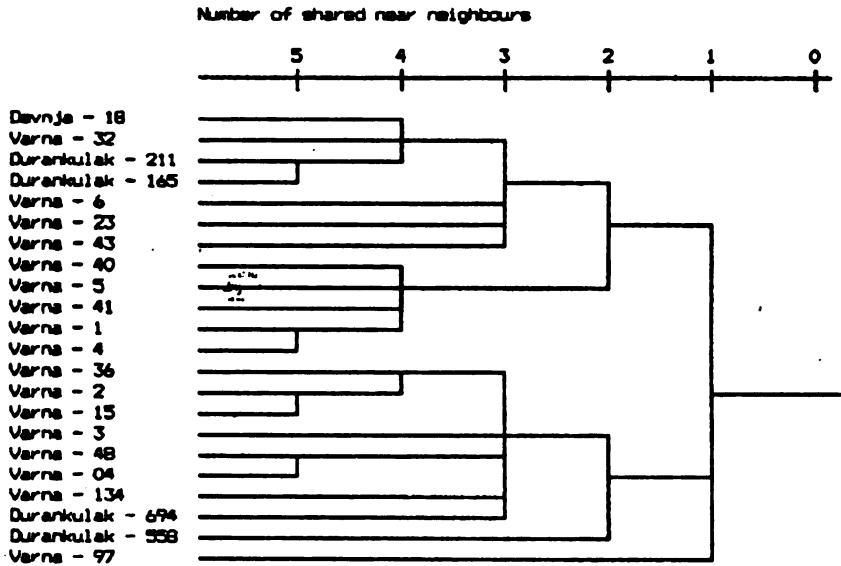 Number of shared near neighbours
5 4 3 2 1 0
Devnja - 18
Varna - 32
Durankulak - 211
Durankulak - 165
Varna - 6
Varna - 23
Varna - 43
Varna - 40
Varna - 5
Varna - 41
Varna - 1
Varna - 4
Varna - 36
Varna - 2
Varna - 15
Varna - 3
Varna - 48
Varna - 04
Varna - 134
Durankulak - 694
Durankulak - 558
Varna - 97